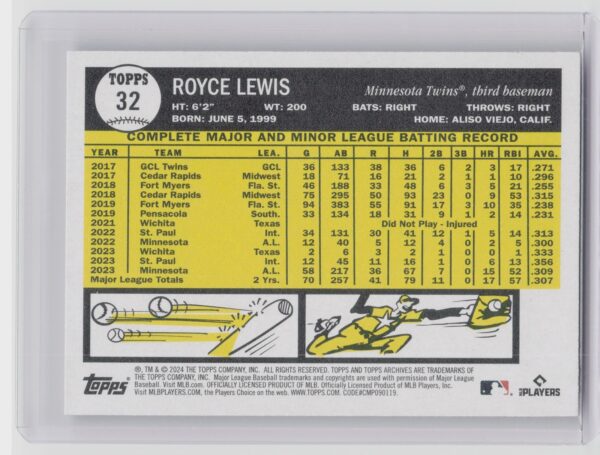 TOPPS
32
ROYCE LEWIS
Minnesota Twins®, third baseman
HT: 6'2" WT: 200 BATS: RIGHT THROWS: RIGHT
BORN: JUNE 5, 1999 HOME: ALISO VIEJO, CALIF.
COMPLETE MAJOR AND MINOR LEAGUE BATTING RECORD
YEAR TEAM LEA. G AB R H 2B 3B HR RBI AVG.
2017 GCL Twins GCL 36 133 38 36 6 2 3 17 .271
2017 Cedar Rapids Midwest 18 71 16 21 2 1 1 10 .296
2018 Fort Myers Fla. St. 46 188 33 48 6 3 5 21 .255
2018 Cedar Rapids Midwest 75 295 50 93 23 0 9 53 .315
2019 Fort Myers Fla. St. 94 383 55 91 17 3 10 35 .238
2019 Pensacola South. 33 134 18 31 9 1 2 14 .231
2021 Wichita Texas Did Not Play - Injured
2022 St. Paul Int. 34 131 30 41 12 1 5 14 .313
2022 Minnesota A.L. 12 40 5 12 4 0 2 5 .300
2023 Wichita Texas 2 6 3 2 1 0 0 1 .333
2023 St. Paul Int. 12 45 11 16 1 0 6 13 .356
2023 Minnesota A.L. 58 217 36 67 7 0 15 52 .309
Major League Totals 2 Yrs. 70 257 41 79 11 0 17 57 .307
®, TM & © 2024 THE TOPPS COMPANY, INC. ALL RIGHTS RESERVED. TOPPS AND TOPPS ARCHIVES ARE TRADEMARKS OF
THE TOPPS COMPANY, INC. Major League Baseball trademarks and copyrights are used with permission of Major League
Baseball. Visit MLB.com. OFFICIALLY LICENSED PRODUCT OF MLB. Officially Licensed Product of Major League Baseball Players, Inc.
Visit MLBPLAYERS.com, the Players Choice on the web. WWW.TOPPS.COM. CODE#CMP090119.
TOPPS
PLAYERS